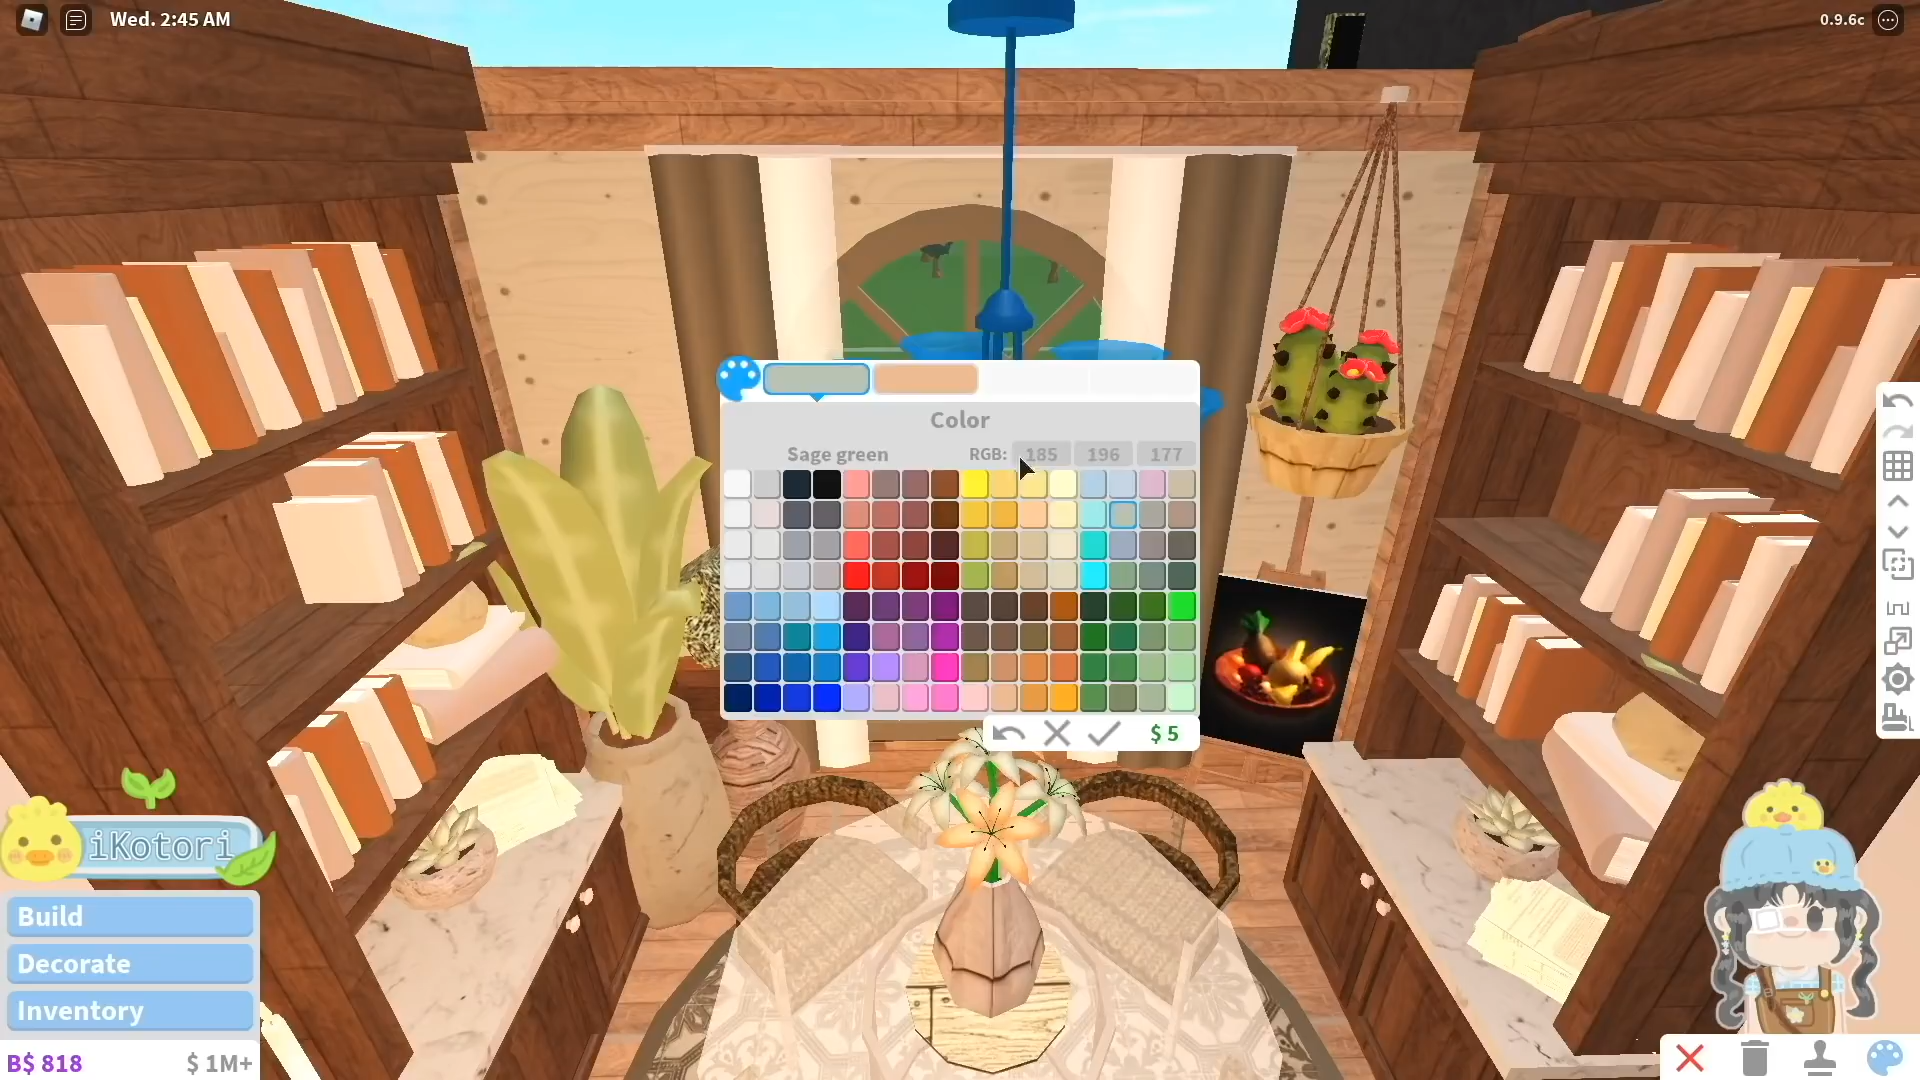 Wed. 2:45 AM
0.9.6c
Color
Sage green
RGB: 185 196 177
$ 5
iKotori
Build
Decorate
Inventory
B$ 818
$ 1M+